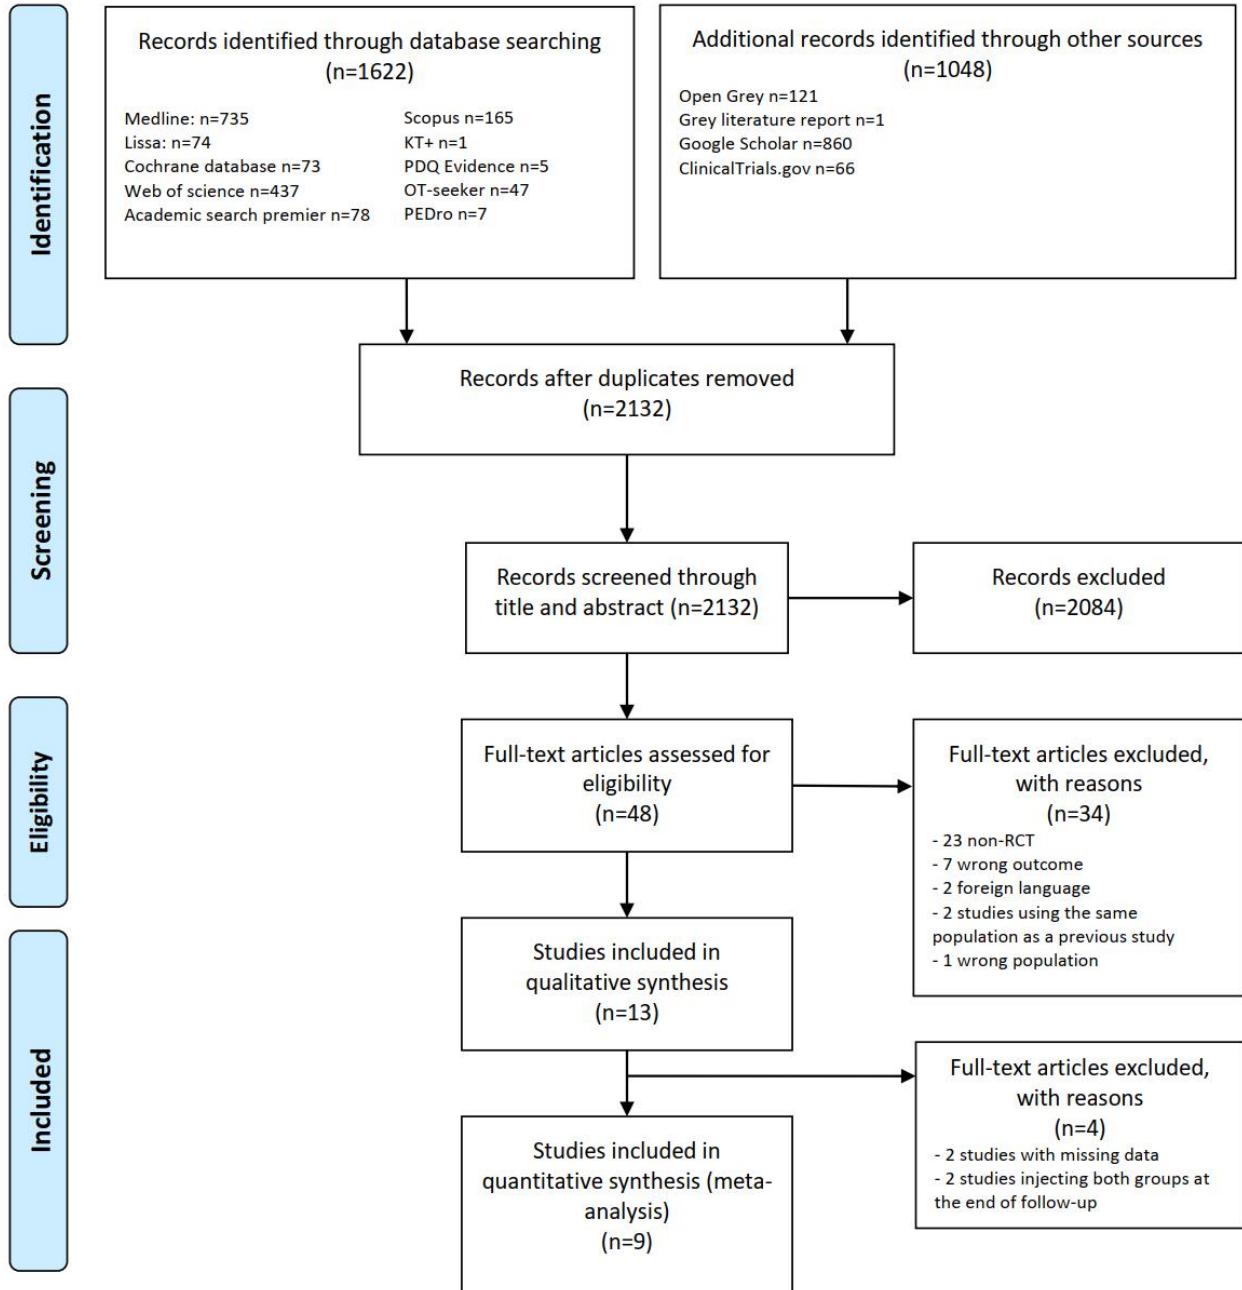 Identification
Records identified through database searching
(n=1622)
Medline: n=735
Lissa: n=74
Cochrane database n=73
Web of science n=437
Academic search premier n=78
Scopus n=165
KT+ n=1
PDQ Evidence n=5
OT-seeker n=47
PEDro n=7
Additional records identified through other sources
(n=1048)
Open Grey n=121
Grey literature report n=1
Google Scholar n=860
ClinicalTrials.gov n=66
Records after duplicates removed
(n=2132)
Screening
Records screened through
title and abstract (n=2132)
Records excluded
(n=2084)
Eligibility
Full-text articles assessed for
eligibility
(n=48)
Full-text articles excluded,
with reasons
(n=34)
- 23 non-RCT
- 7 wrong outcome
- 2 foreign language
- 2 studies using the same
population as a previous study
- 1 wrong population
Included
Studies included in
qualitative synthesis
(n=13)
Full-text articles excluded,
with reasons
(n=4)
- 2 studies with missing data
- 2 studies injecting both groups at
the end of follow-up
Studies included in
quantitative synthesis (meta-
analysis)
(n=9)